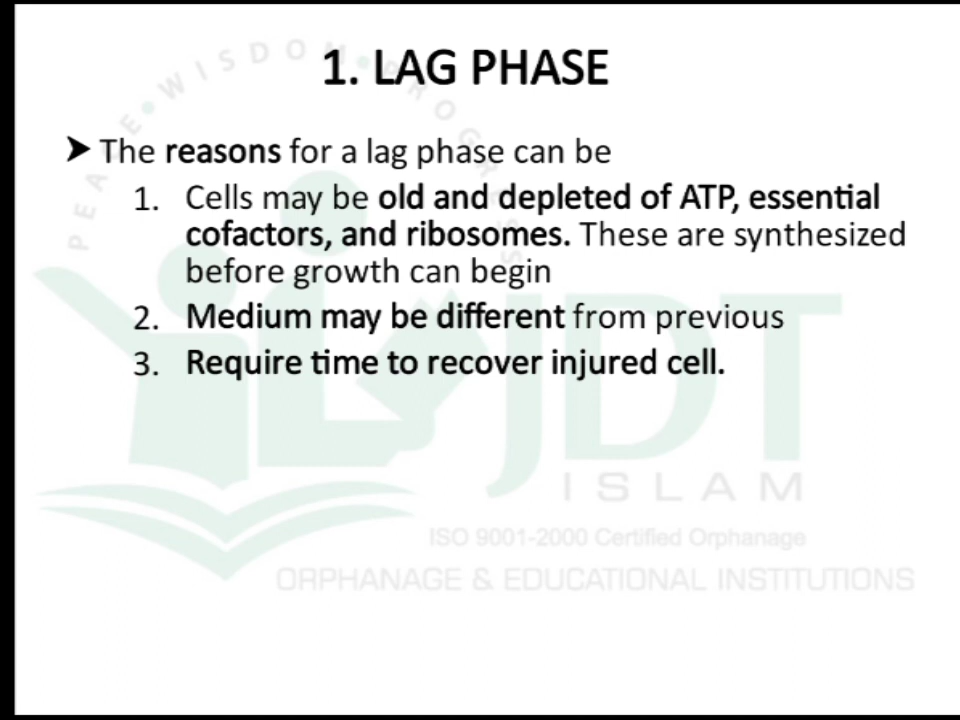 PEACE • WISDOM • PROGRESS
1. LAG PHASE
➤ The reasons for a lag phase can be
1. Cells may be old and depleted of ATP, essential
cofactors, and ribosomes. These are synthesized
before growth can begin
2. Medium may be different from previous
3. Require time to recover injured cell.
JDT
ISLAM
ISO 9001-2000 Certified Orphanage
ORPHANAGE & EDUCATIONAL INSTITUTIONS